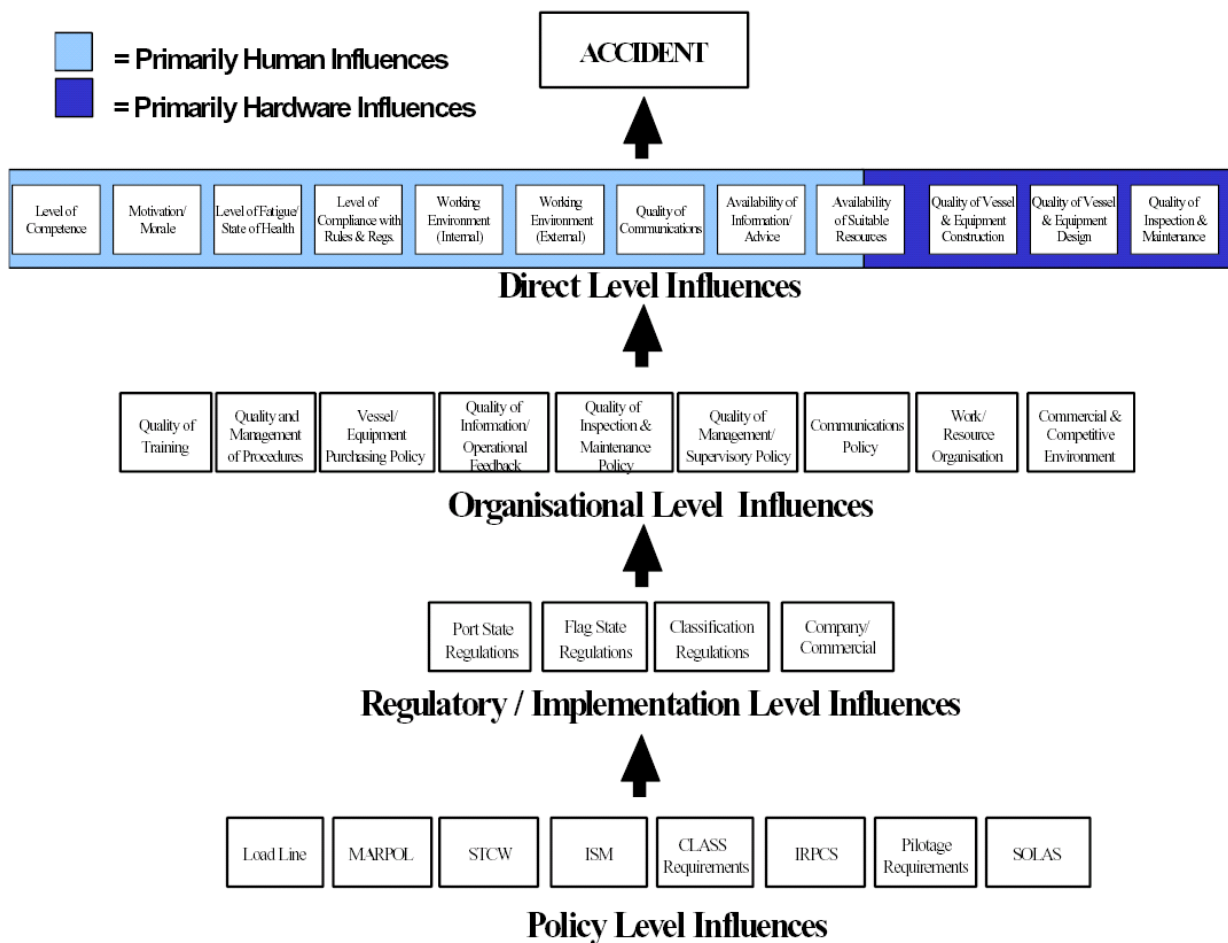 ACCIDENT
= Primarily Human Influences
= Primarily Hardware Influences
Level of
Competence
Motivation/
Morale
Level of Fatigue/
State of Health
Level of
Compliance with
Rules & Regs.
Working
Environment
(Internal)
Working
Environment
(External)
Quality of
Communications
Availability of
Information/
Advice
Availability
of Suitable
Resources
Quality of Vessel
& Equipment
Construction
Quality of Vessel
& Equipment
Design
Quality of
Inspection &
Maintenance
Direct Level Influences
Quality of
Training
Quality and
Management
of Procedures
Vessel/
Equipment
Purchasing Policy
Quality of
Information/
Operational
Feedback
Quality of
Inspection &
Maintenance
Policy
Quality of
Management/
Supervisory Policy
Communications
Policy
Work/
Resource
Organisation
Commercial &
Competitive
Environment
Organisational Level Influences
Port State
Regulations
Flag State
Regulations
Classification
Regulations
Company/
Commercial
Regulatory / Implementation Level Influences
Load Line
MARPOL
STCW
ISM
CLASS
Requirements
IRPCS
Pilotage
Requirements
SOLAS
Policy Level Influences